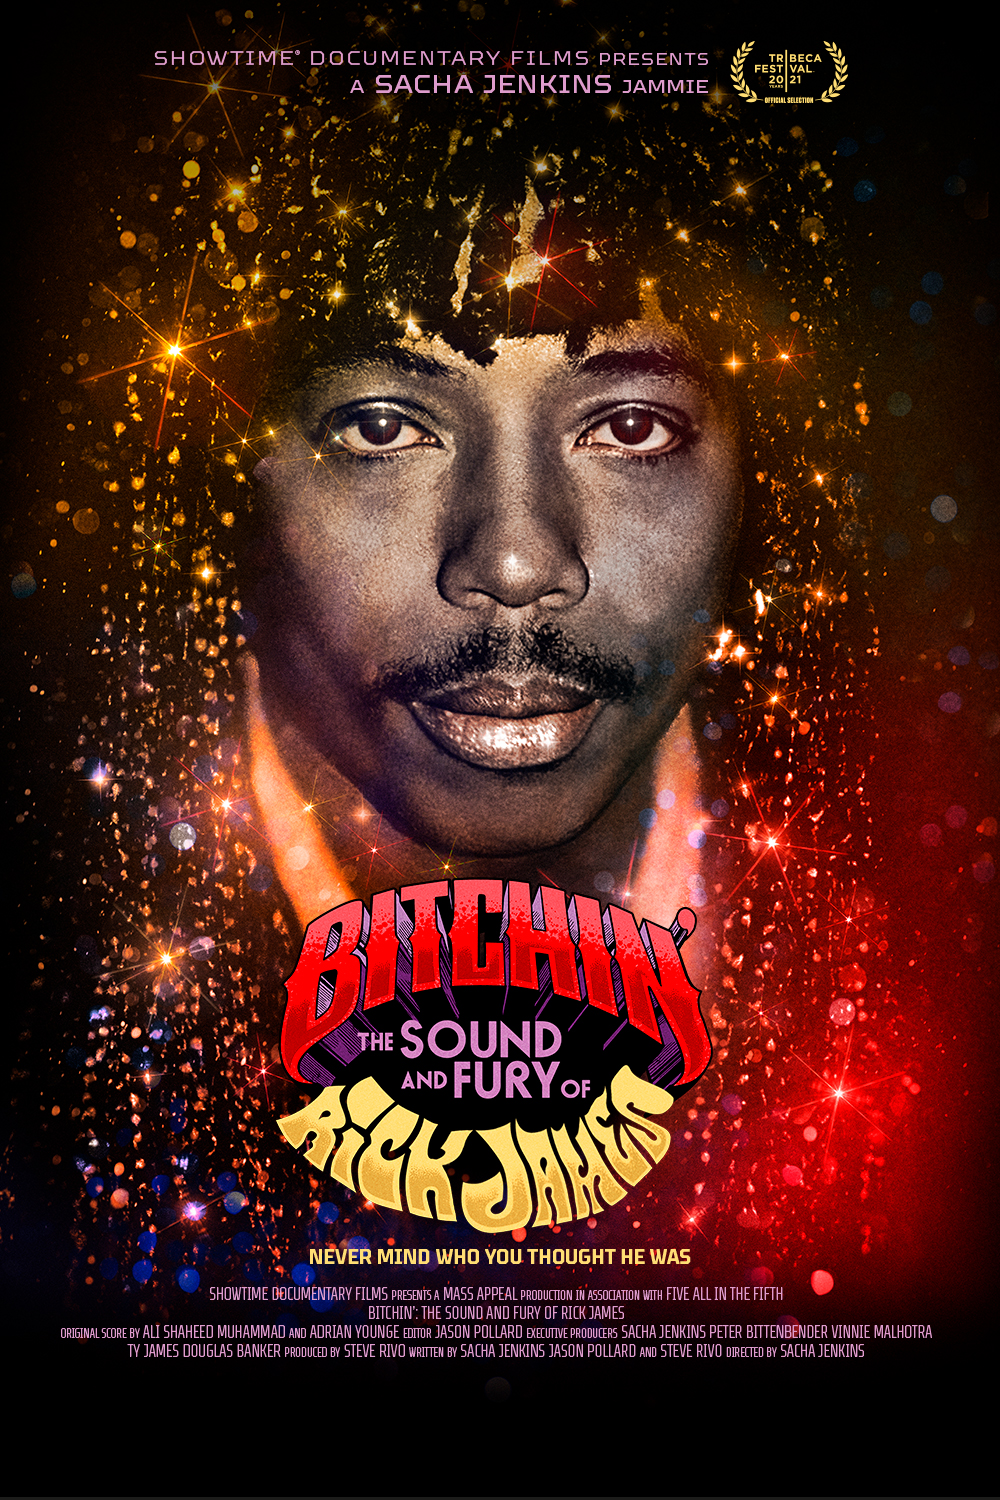 SHOWTIME® DOCUMENTARY FILMS PRESENTS
A SACHA JENKINS JAMMIE
TRIBECA
FESTIVAL
20 YEARS 21
OFFICIAL SELECTION
BITCHIN'
THE SOUND
AND FURY OF
RICK JAMES
NEVER MIND WHO YOU THOUGHT HE WAS
SHOWTIME DOCUMENTARY FILMS PRESENTS A MASS APPEAL PRODUCTION IN ASSOCIATION WITH FIVE ALL IN THE FIFTH
BITCHIN': THE SOUND AND FURY OF RICK JAMES
ORIGINAL SCORE BY ALI SHAHEED MUHAMMAD AND ADRIAN YOUNGE EDITOR JASON POLLARD EXECUTIVE PRODUCERS SACHA JENKINS PETER BITTENBENDER VINNIE MALHOTRA
TY JAMES DOUGLAS BANKER PRODUCED BY STEVE RIVO WRITTEN BY SACHA JENKINS JASON POLLARD AND STEVE RIVO DIRECTED BY SACHA JENKINS